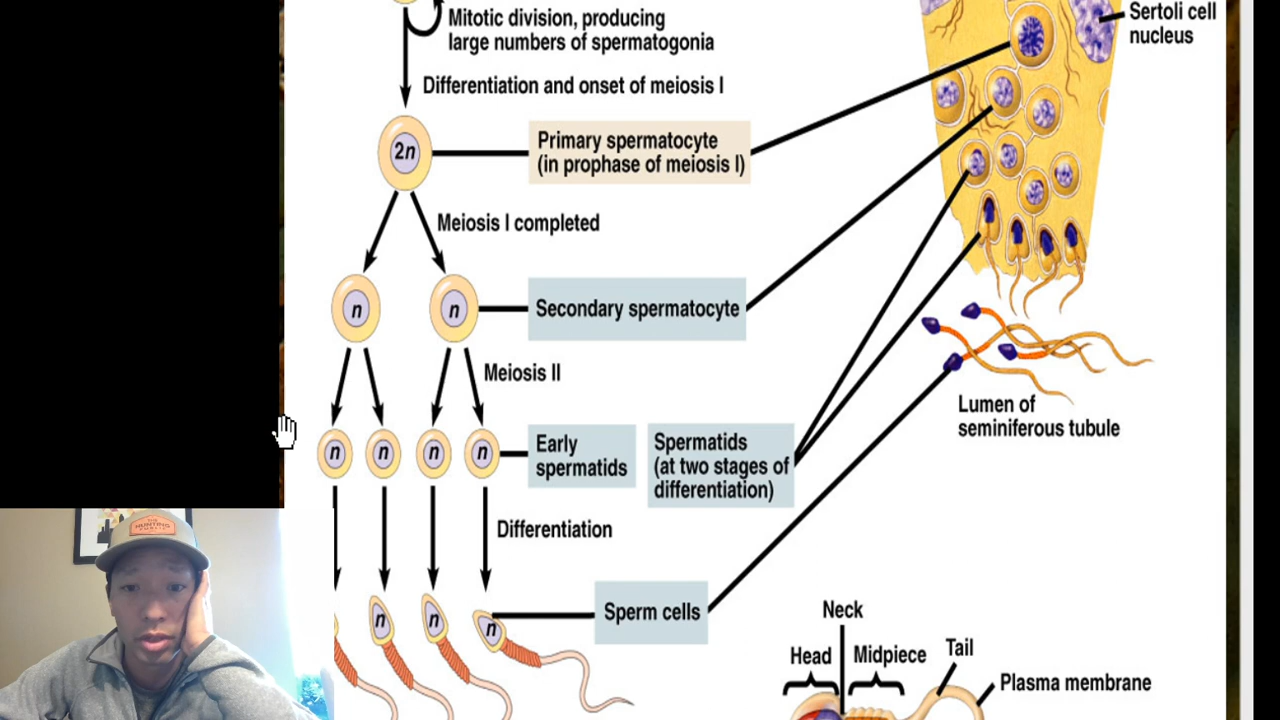 Mitotic division, producing
large numbers of spermatogonia
Differentiation and onset of meiosis I
Sertoli cell
nucleus
2n
Primary spermatocyte
(in prophase of meiosis I)
Meiosis I completed
n
n
Secondary spermatocyte
Meiosis II
Lumen of
seminiferous tubule
n
n
n
n
Early
spermatids
Spermatids
(at two stages of
differentiation)
Differentiation
n
n
n
Sperm cells
Neck
Head
Midpiece
Tail
Plasma membrane
HUNTING